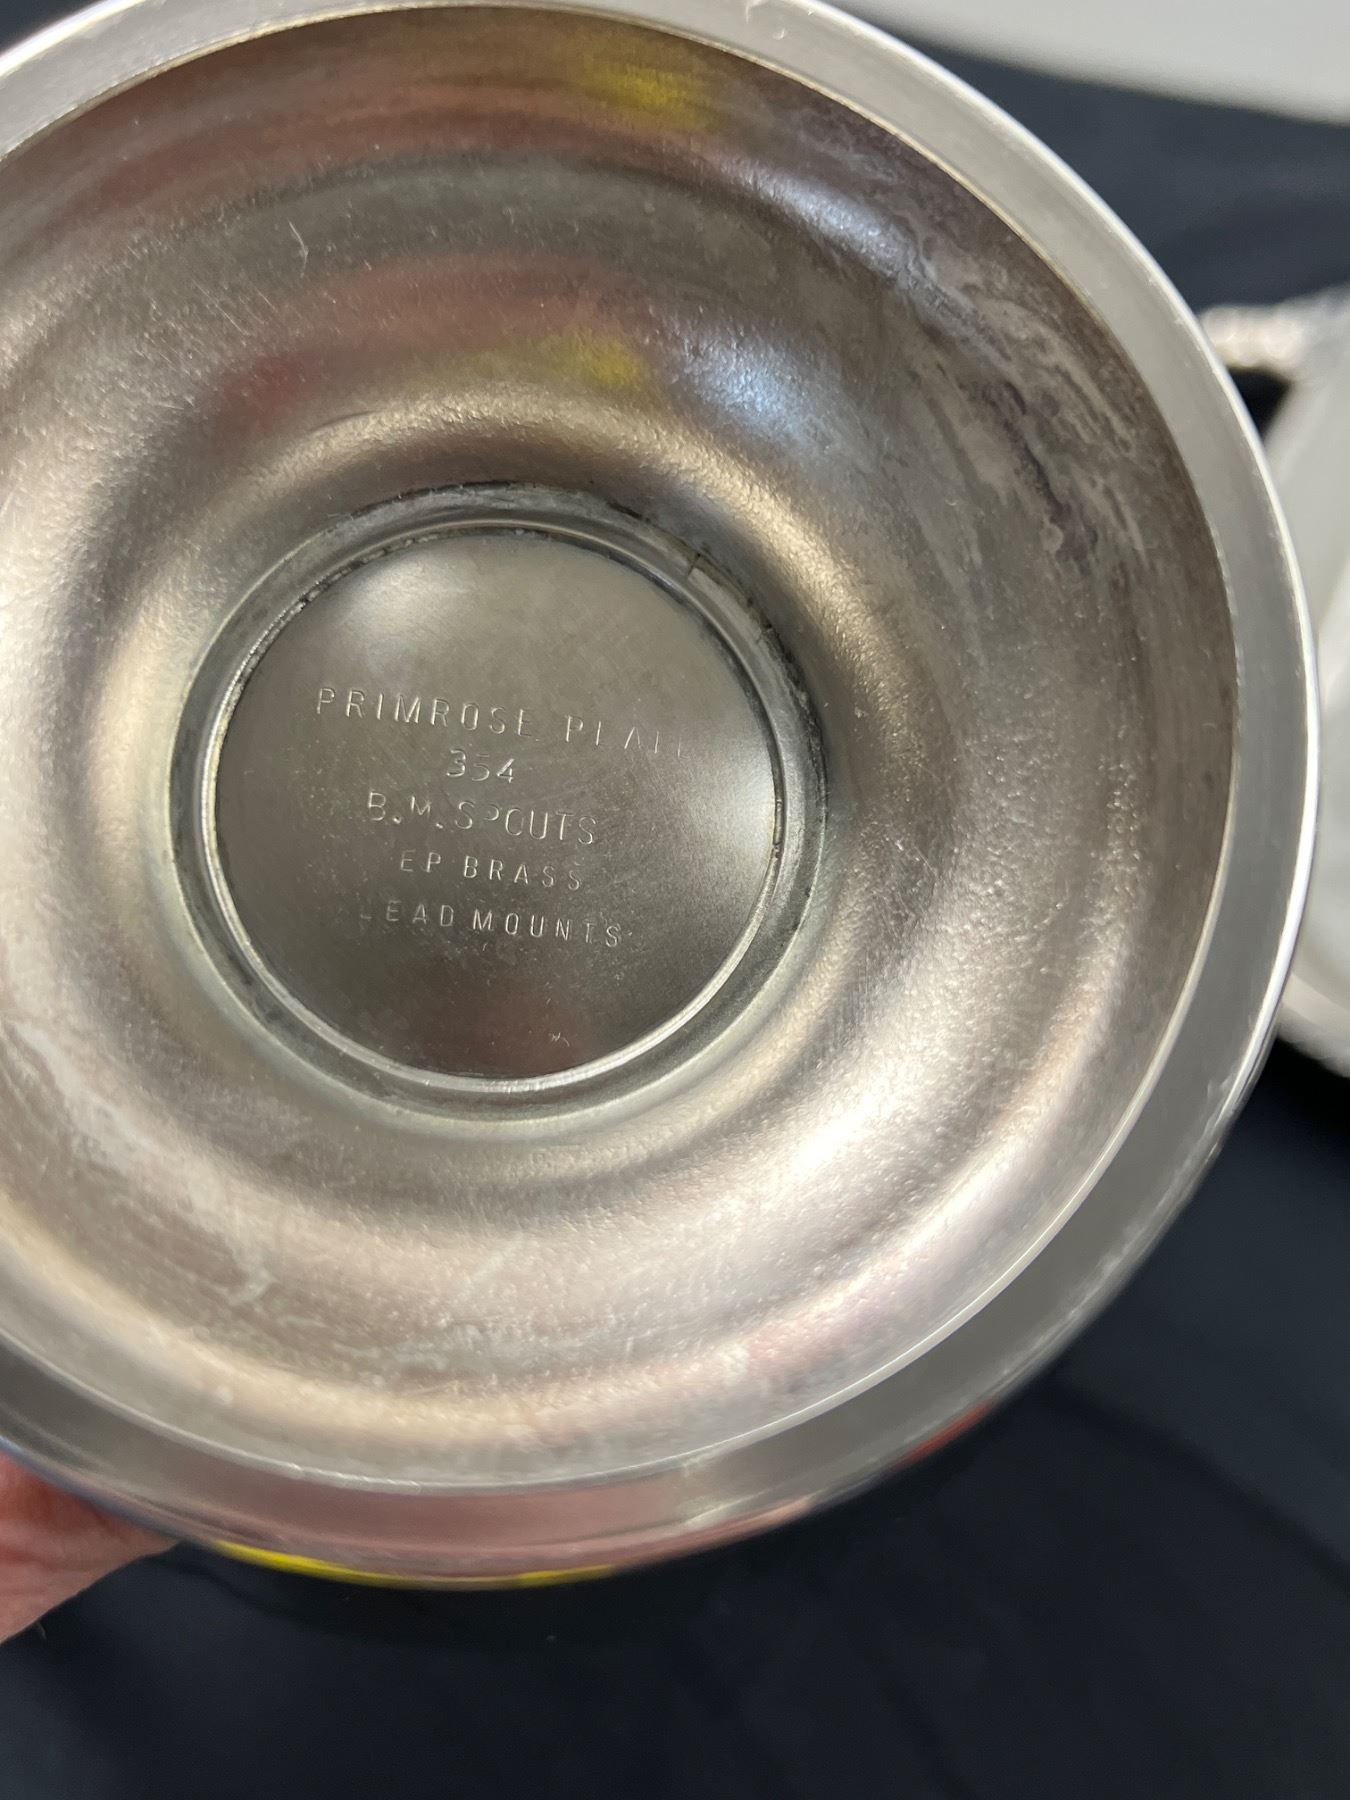 PRIMROSE PLATE
354
B.M. SPOUTS
EP BRASS
LEAD MOUNTS